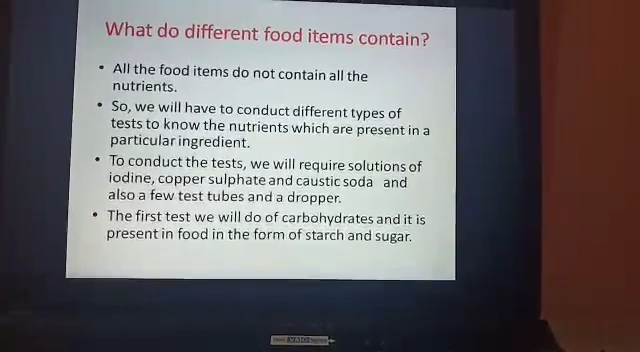 What do different food items contain?
• All the food items do not contain all the
nutrients.
• So, we will have to conduct different types of
tests to know the nutrients which are present in a
particular ingredient.
• To conduct the tests, we will require solutions of
iodine, copper sulphate and caustic soda and
also a few test tubes and a dropper.
• The first test we will do of carbohydrates and it is
present in food in the form of starch and sugar.